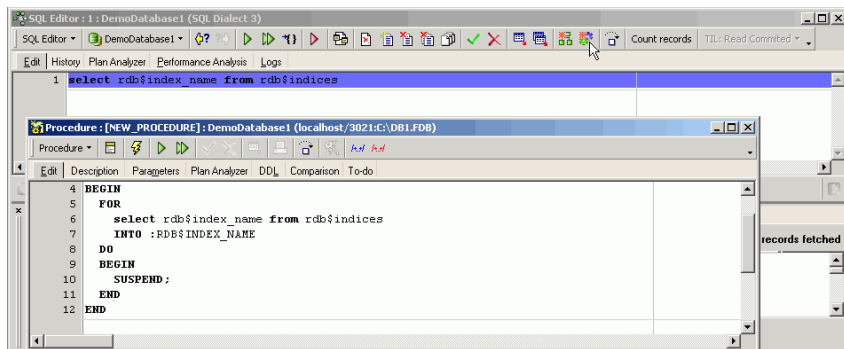 SQL Editor : 1 : DemoDatabase1 (SQL Dialect 3)
SQL Editor DemoDatabase1 Count records TIL: Read Commited
Edit History Plan Analyzer Performance Analysis Logs
1 select rdb$index_name from rdb$indices
Procedure : [NEW_PROCEDURE] : DemoDatabase1 (localhost/3021:C:\DB1.FDB)
Procedure
Edit Description Parameters Plan Analyzer DDL Comparison To-do
4 BEGIN
5 FOR
6 select rdb$index_name from rdb$indices
7 INTO :RDB$INDEX_NAME
8 DO
9 BEGIN
10 SUSPEND;
11 END
12 END
records fetched